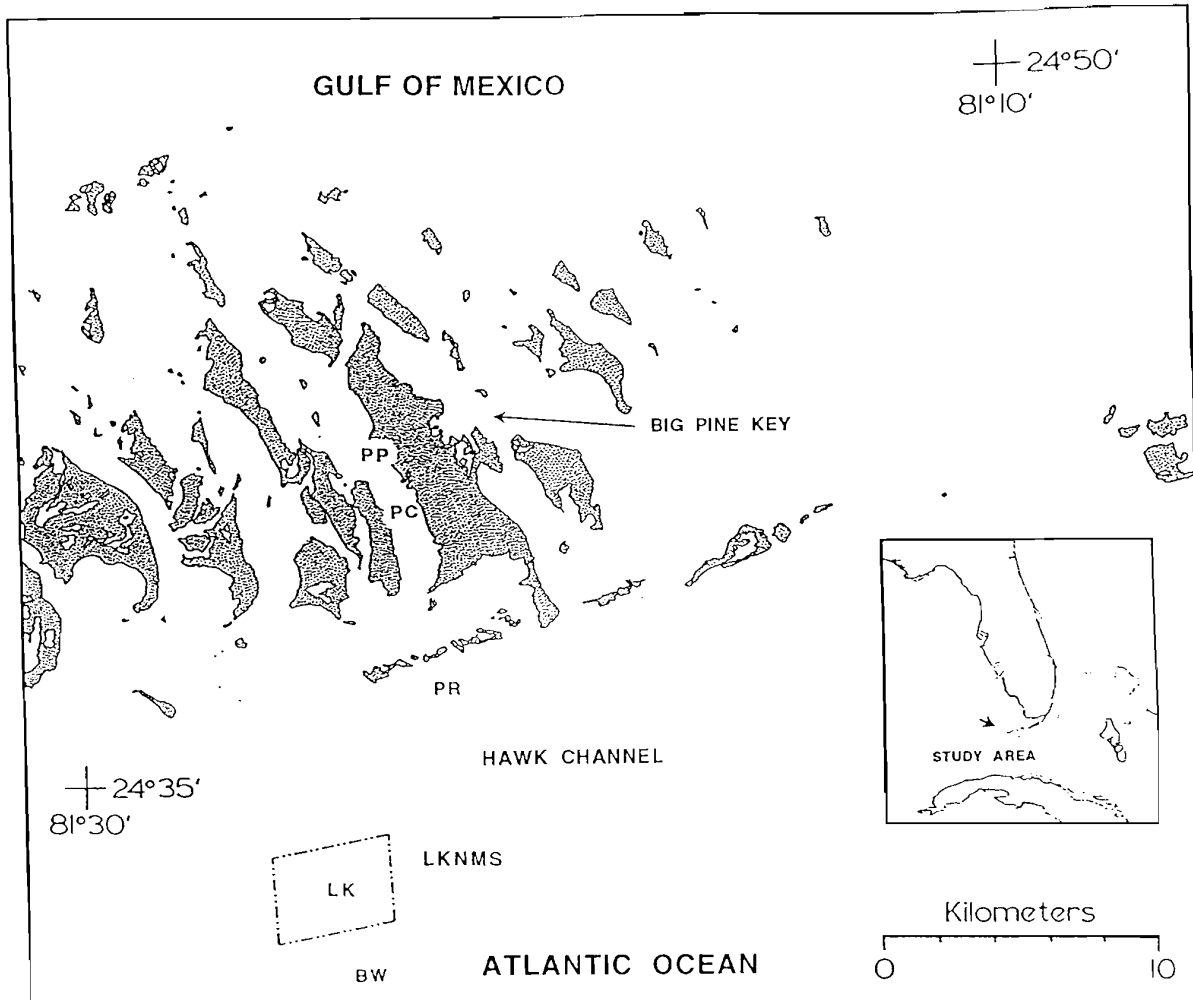 GULF OF MEXICO
24°50'
81°10'
BIG PINE KEY
PP
PC
PR
HAWK CHANNEL
STUDY AREA
24°35'
81°30'
LKNMS
LK
Kilometers
BW
ATLANTIC OCEAN
0 10